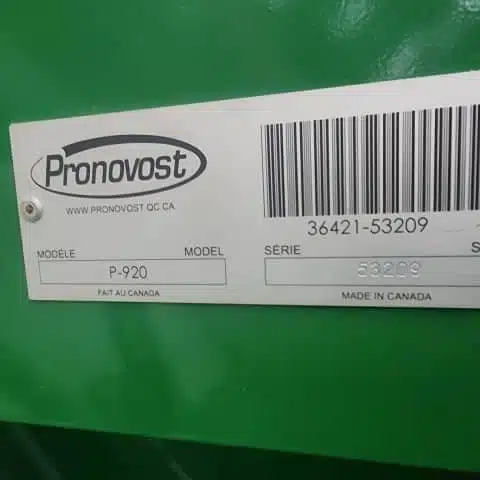 Pronovost
WWW.PRONOVOST.QC.CA
36421-53209
MODÈLE MODEL SÉRIE S
P-920 53209
FAIT AU CANADA MADE IN CANADA